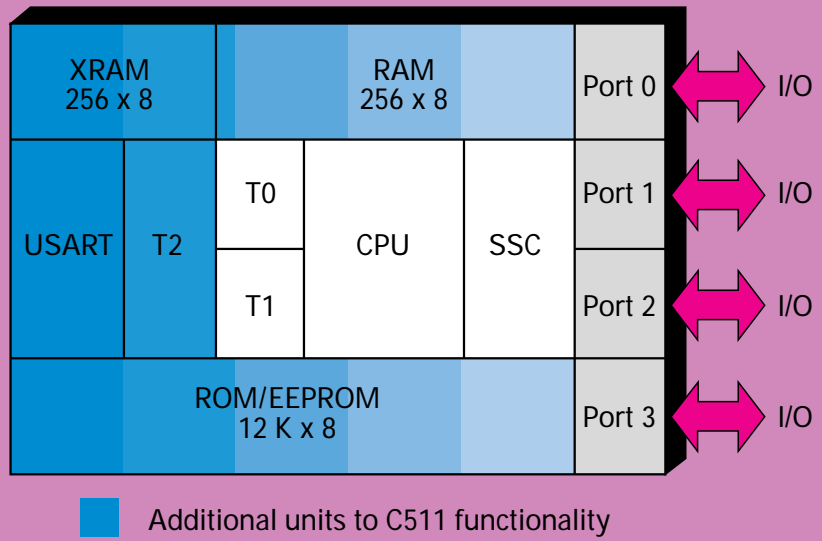 XRAM
256 x 8
RAM
256 x 8
Port 0
I/O
USART
T2
T0
T1
CPU
SSC
Port 1
I/O
Port 2
I/O
ROM/EEPROM
12 K x 8
Port 3
I/O
Additional units to C511 functionality